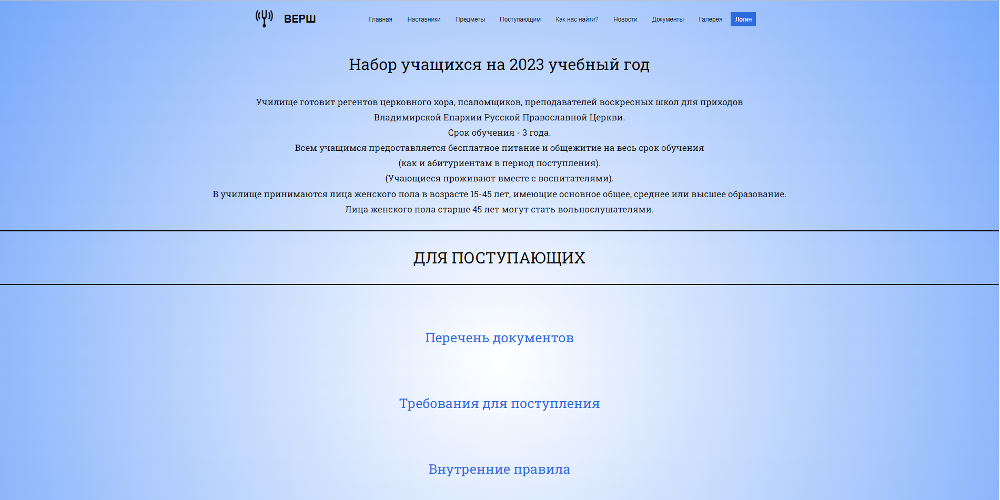 ВЕРШ
Главная Наставники Предметы Поступающим Как нас найти? Новости Документы Галерея Логин
Набор учащихся на 2023 учебный год
Училище готовит регентов церковного хора, псаломщиков, преподавателей воскресных школ для приходов
Владимирской Епархии Русской Православной Церкви.
Срок обучения - 3 года.
Всем учащимся предоставляется бесплатное питание и общежитие на весь срок обучения
(как и абитуриентам в период поступления).
(Учающиеся проживают вместе с воспитателями).
В училище принимаются лица женского пола в возрасте 15-45 лет, имеющие основное общее, среднее или высшее образование.
Лица женского пола старше 45 лет могут стать вольнослушателями.
ДЛЯ ПОСТУПАЮЩИХ
Перечень документов
Требования для поступления
Внутренние правила